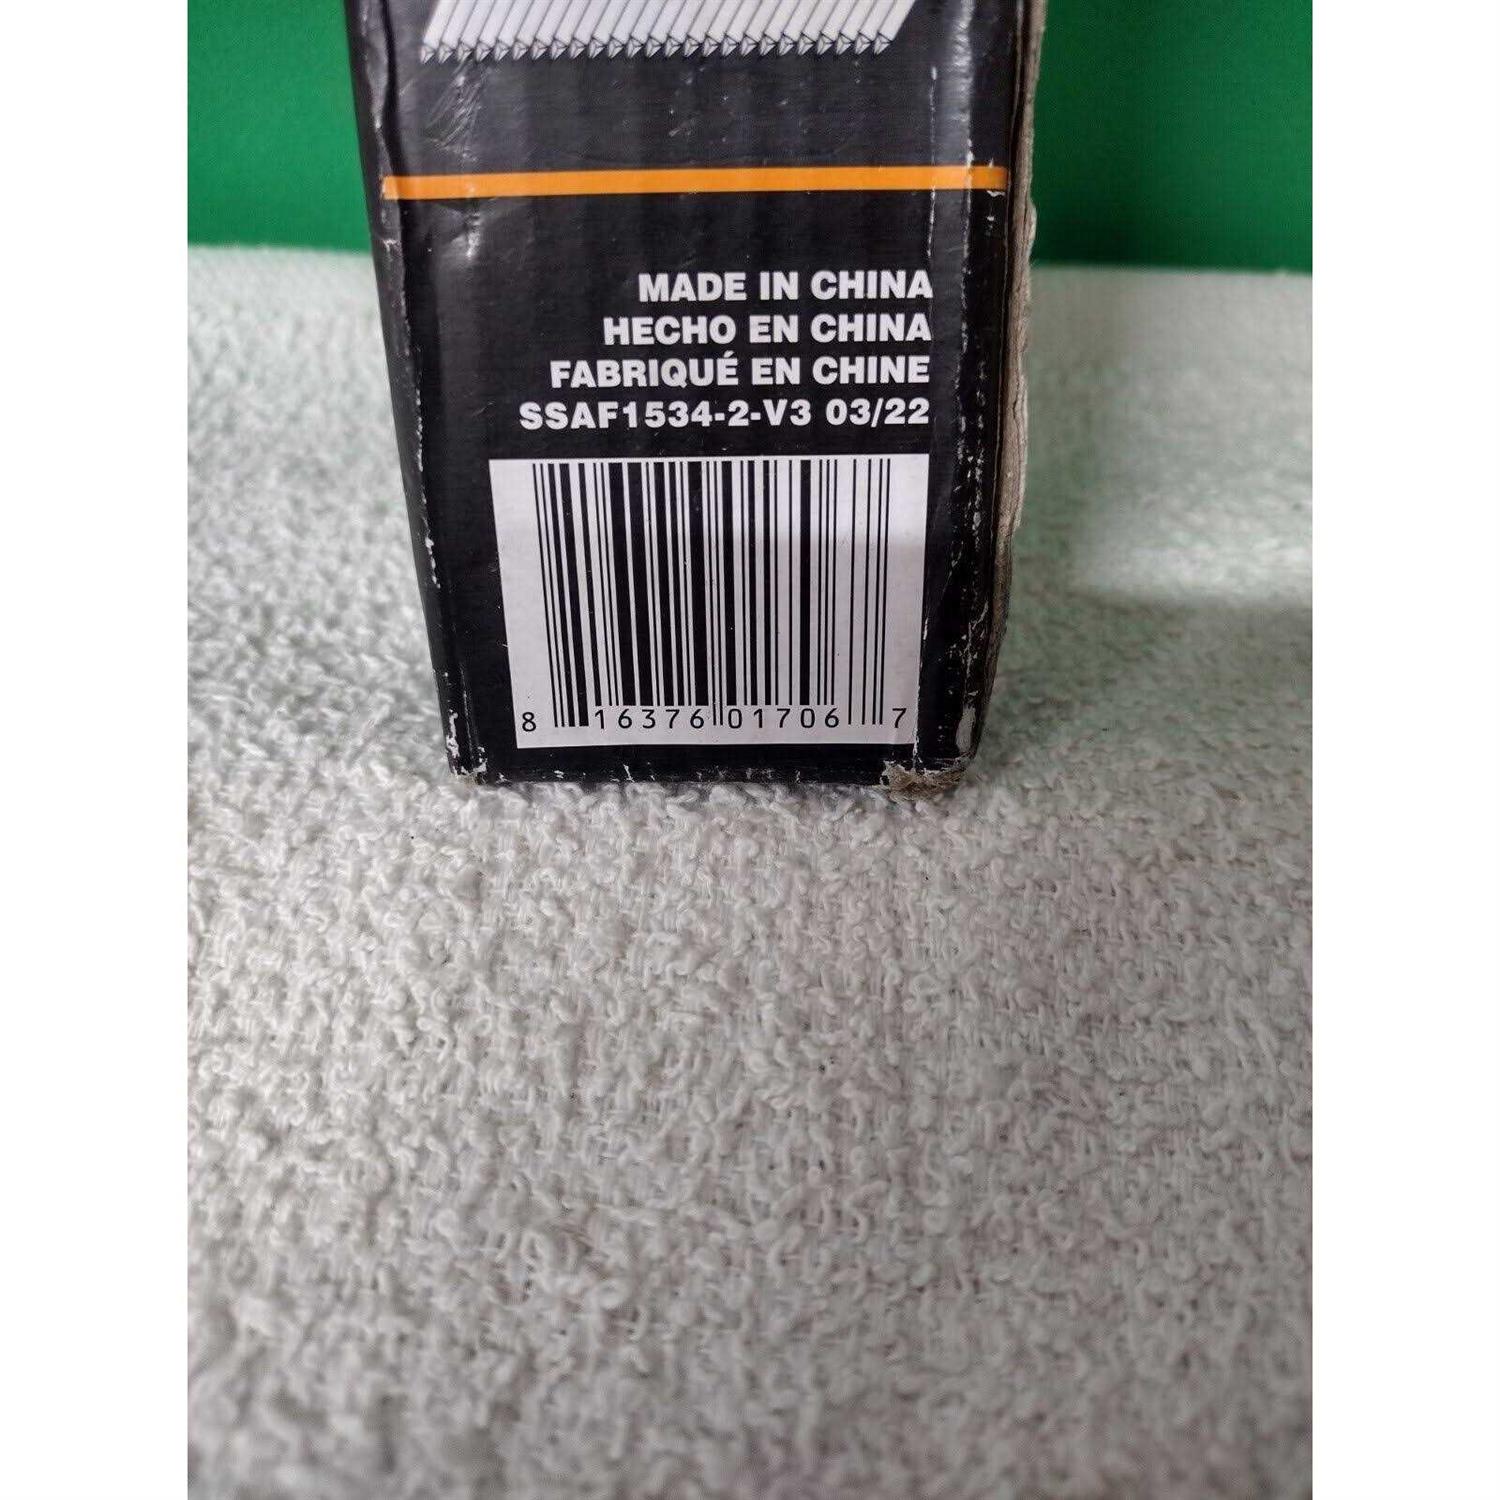 MADE IN CHINA
HECHO EN CHINA
FABRIQUÉ EN CHINE
SSAF1534-2-V3 03/22
8 16376 01706 7